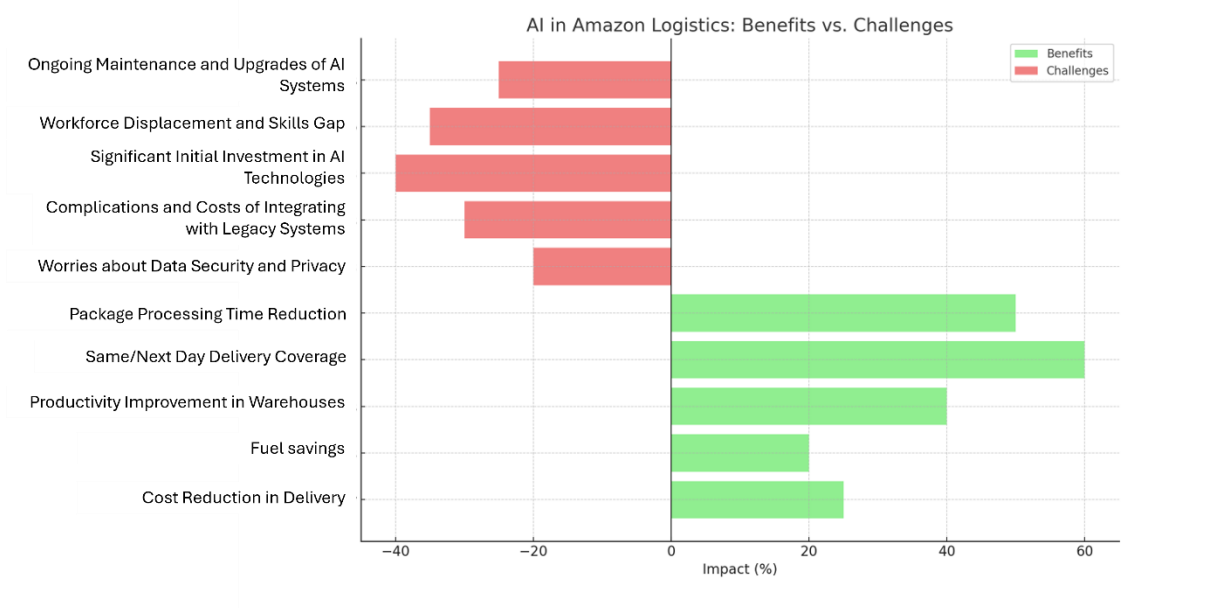 AI in Amazon Logistics: Benefits vs. Challenges
Benefits
Challenges
Ongoing Maintenance and Upgrades of AI
Systems
Workforce Displacement and Skills Gap
Significant Initial Investment in AI
Technologies
Complications and Costs of Integrating
with Legacy Systems
Worries about Data Security and Privacy
Package Processing Time Reduction
Same/Next Day Delivery Coverage
Productivity Improvement in Warehouses
Fuel savings
Cost Reduction in Delivery
−40 −20 0 20 40 60
Impact (%)